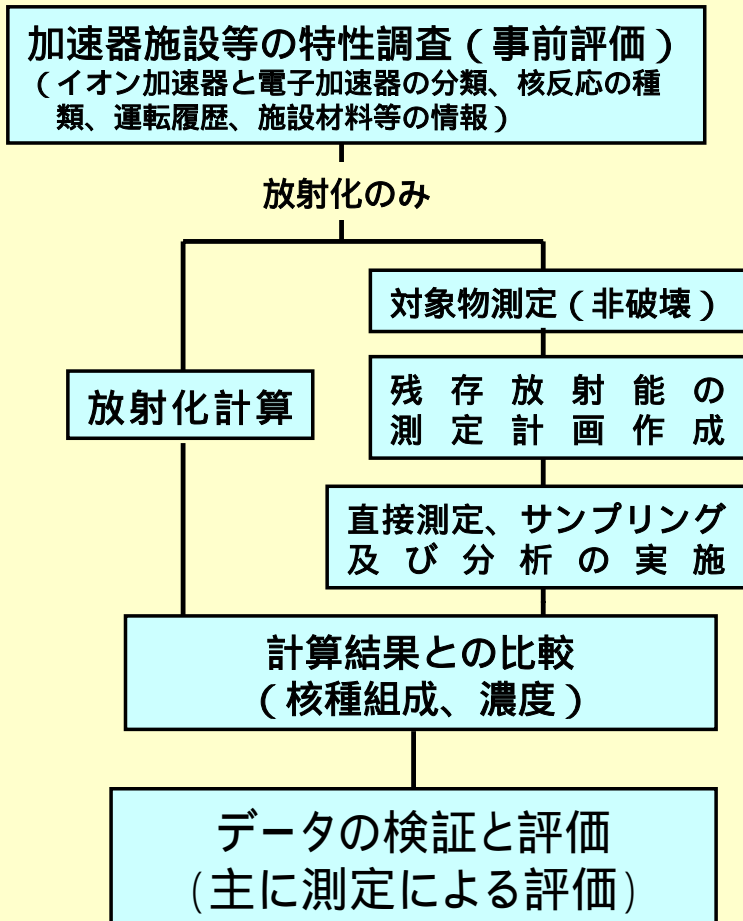 加速器施設等の特性調査（事前評価）
（イオン加速器と電子加速器の分類、核反応の種
類、運転履歴、施設材料等の情報）
放射化のみ
対象物測定（非破壊）
放射化計算
残存放射能の
測定計画作成
直接測定、サンプリング
及び分析の実施
計算結果との比較
（核種組成、濃度）
データの検証と評価
(主に測定による評価)